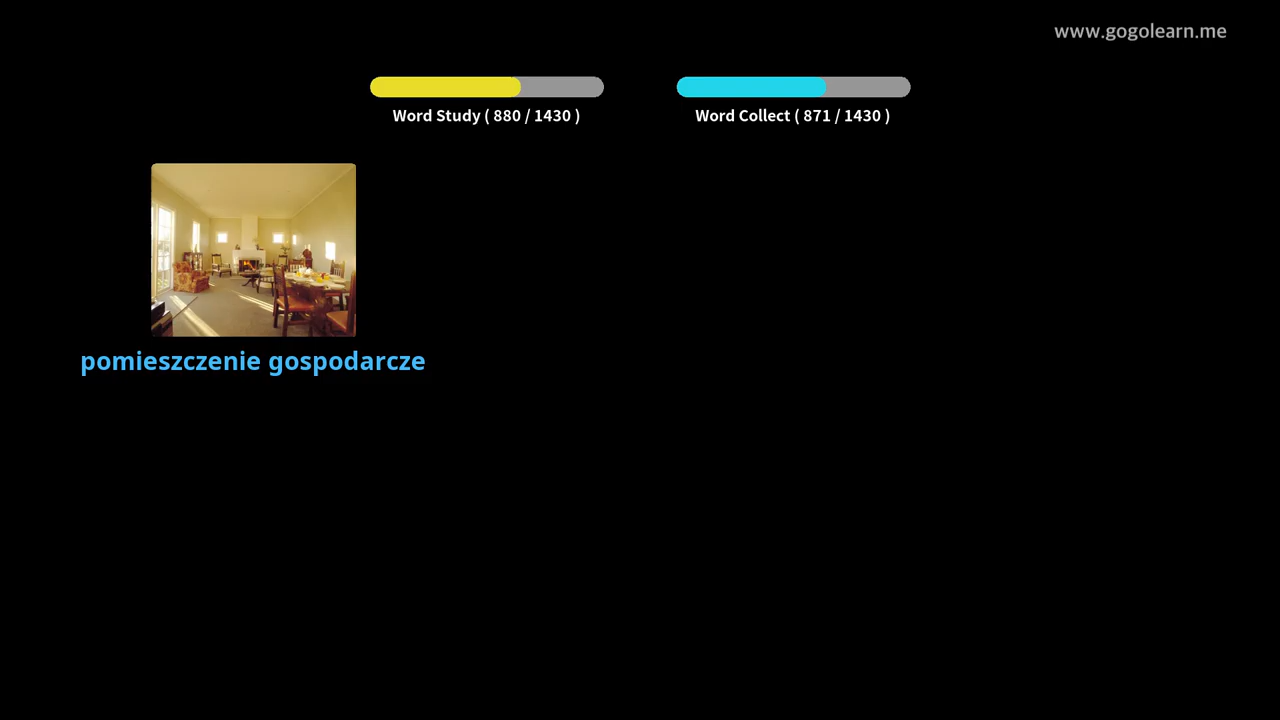 www.gogolearn.me
Word Study ( 880 / 1430 )
Word Collect ( 871 / 1430 )
pomieszczenie gospodarcze